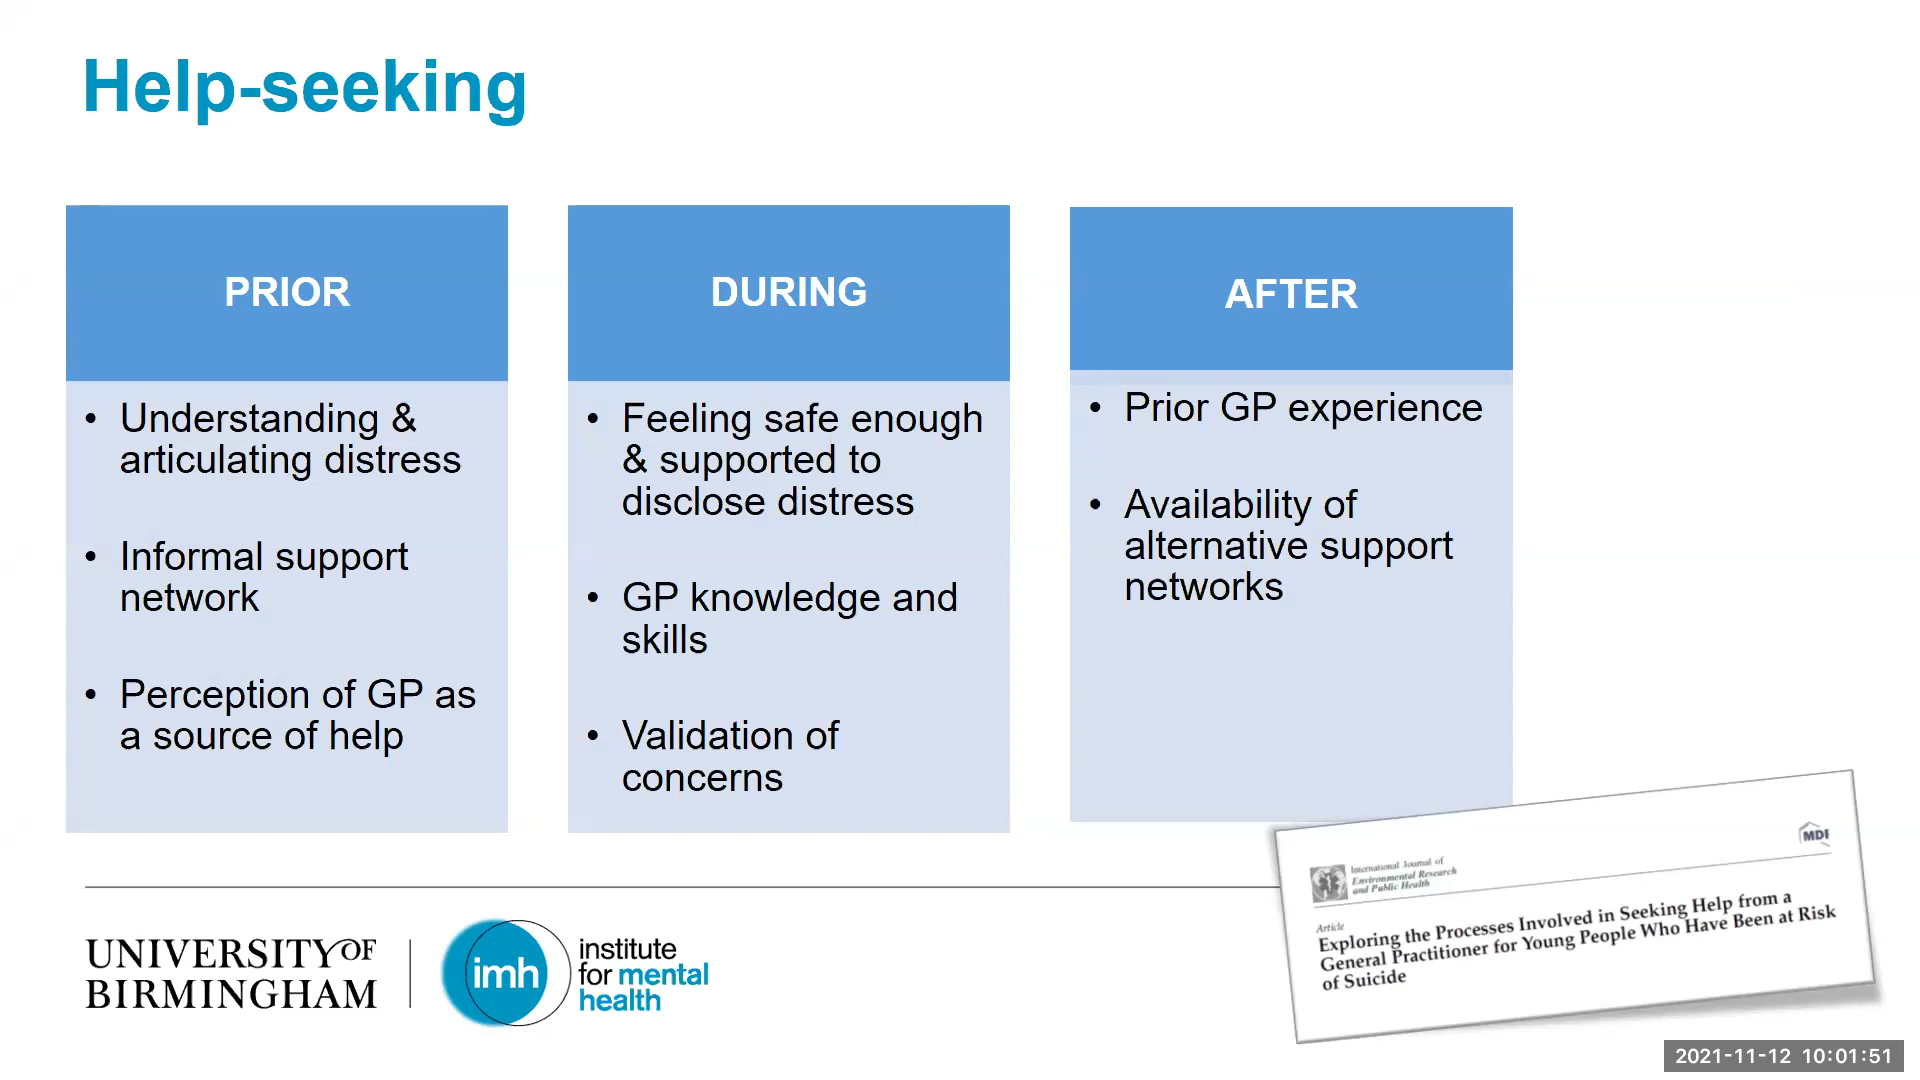 Help-seeking
PRIOR
• Understanding &
articulating distress
• Informal support
network
• Perception of GP as
a source of help
DURING
• Feeling safe enough
& supported to
disclose distress
• GP knowledge and
skills
• Validation of
concerns
AFTER
• Prior GP experience
• Availability of
alternative support
networks
International Journal of
Environmental Research
and Public Health
MDPI
Article
Exploring the Processes Involved in Seeking Help from a
General Practitioner for Young People Who Have Been at Risk
of Suicide
UNIVERSITY OF
BIRMINGHAM
imh
institute
for mental
health
2021-11-12 10:01:51